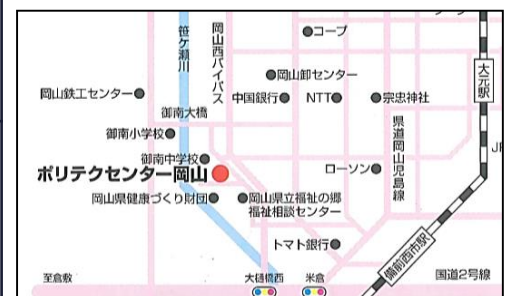 コープ
笹ヶ瀬川
岡山西バイパス
岡山卸センター
大元駅
岡山鉄工センター
中国銀行
NTT
宗忠神社
御南大橋
県道岡山児島線
御南小学校
御南中学校
ポリテクセンター岡山
ローソン
岡山県健康づくり財団
岡山県立福祉の郷
福祉相談センター
トマト銀行
備前西市駅
至倉敷
大樋橋西
米倉
国道2号線